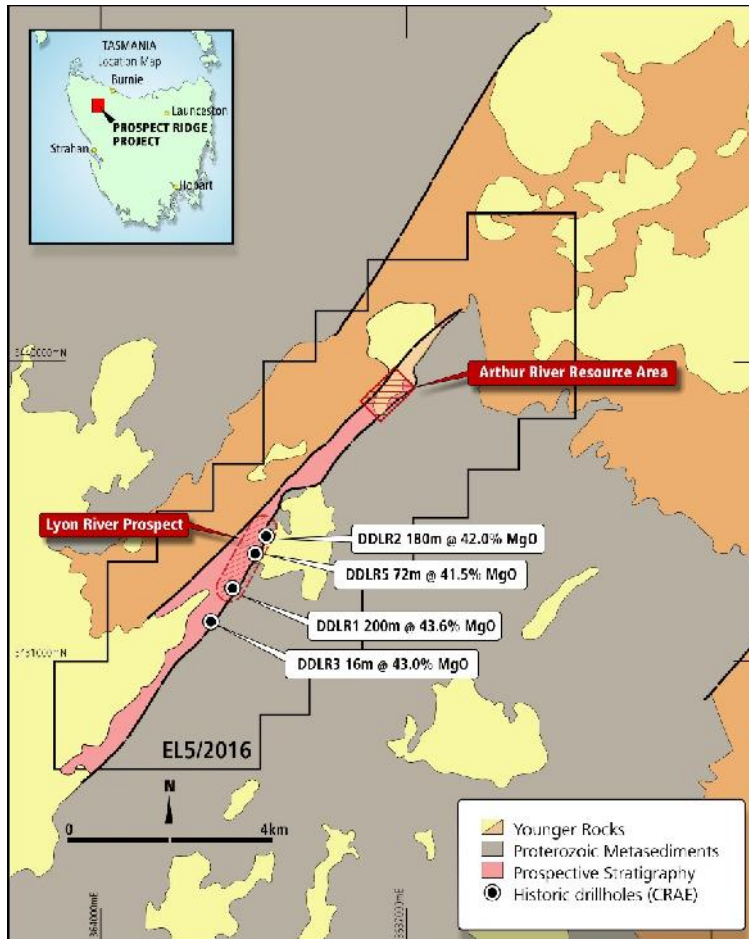 TASMANIA
Location Map
Burnie
Launceston
PROSPECT RIDGE
PROJECT
Strahan
Hobart
Arthur River Resource Area
Lyon River Prospect
DDLR2 180m @ 42.0% MgO
DDLR5 72m @ 41.5% MgO
DDLR1 200m @ 43.6% MgO
DDLR3 16m @ 43.0% MgO
EL5/2016
N
0 4km
Younger Rocks
Proterozoic Metasediments
Prospective Stratigraphy
Historic drillholes (CRAE)